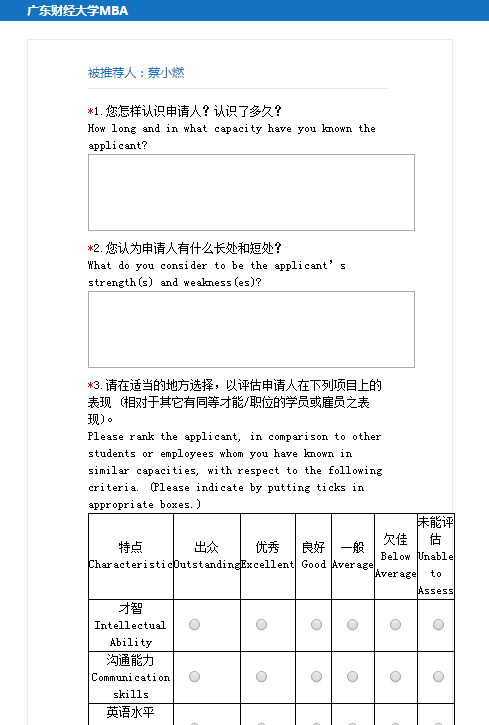 广东财经大学MBA
被推荐人：蔡小燃
*1.您怎样认识申请人？认识了多久？
How long and in what capacity have you known the
applicant?
*2.您认为申请人有什么长处和短处？
What do you consider to be the applicant’s
strength(s) and weakness(es)?
*3.请在适当的地方选择，以评估申请人在下列项目上的
表现 (相对于其它有同等才能/职位的学员或雇员之表
现)。
Please rank the applicant, in comparison to other
students or employees whom you have known in
similar capacities, with respect to the following
criteria. (Please indicate by putting ticks in
appropriate boxes.)
特点
Characteristic
出众
Outstanding
优秀
Excellent
良好
Good
一般
Average
欠佳
Below
Average
未能评
估
Unable
to
Assess
才智
Intellectual
Ability
沟通能力
Communication
skills
英语水平